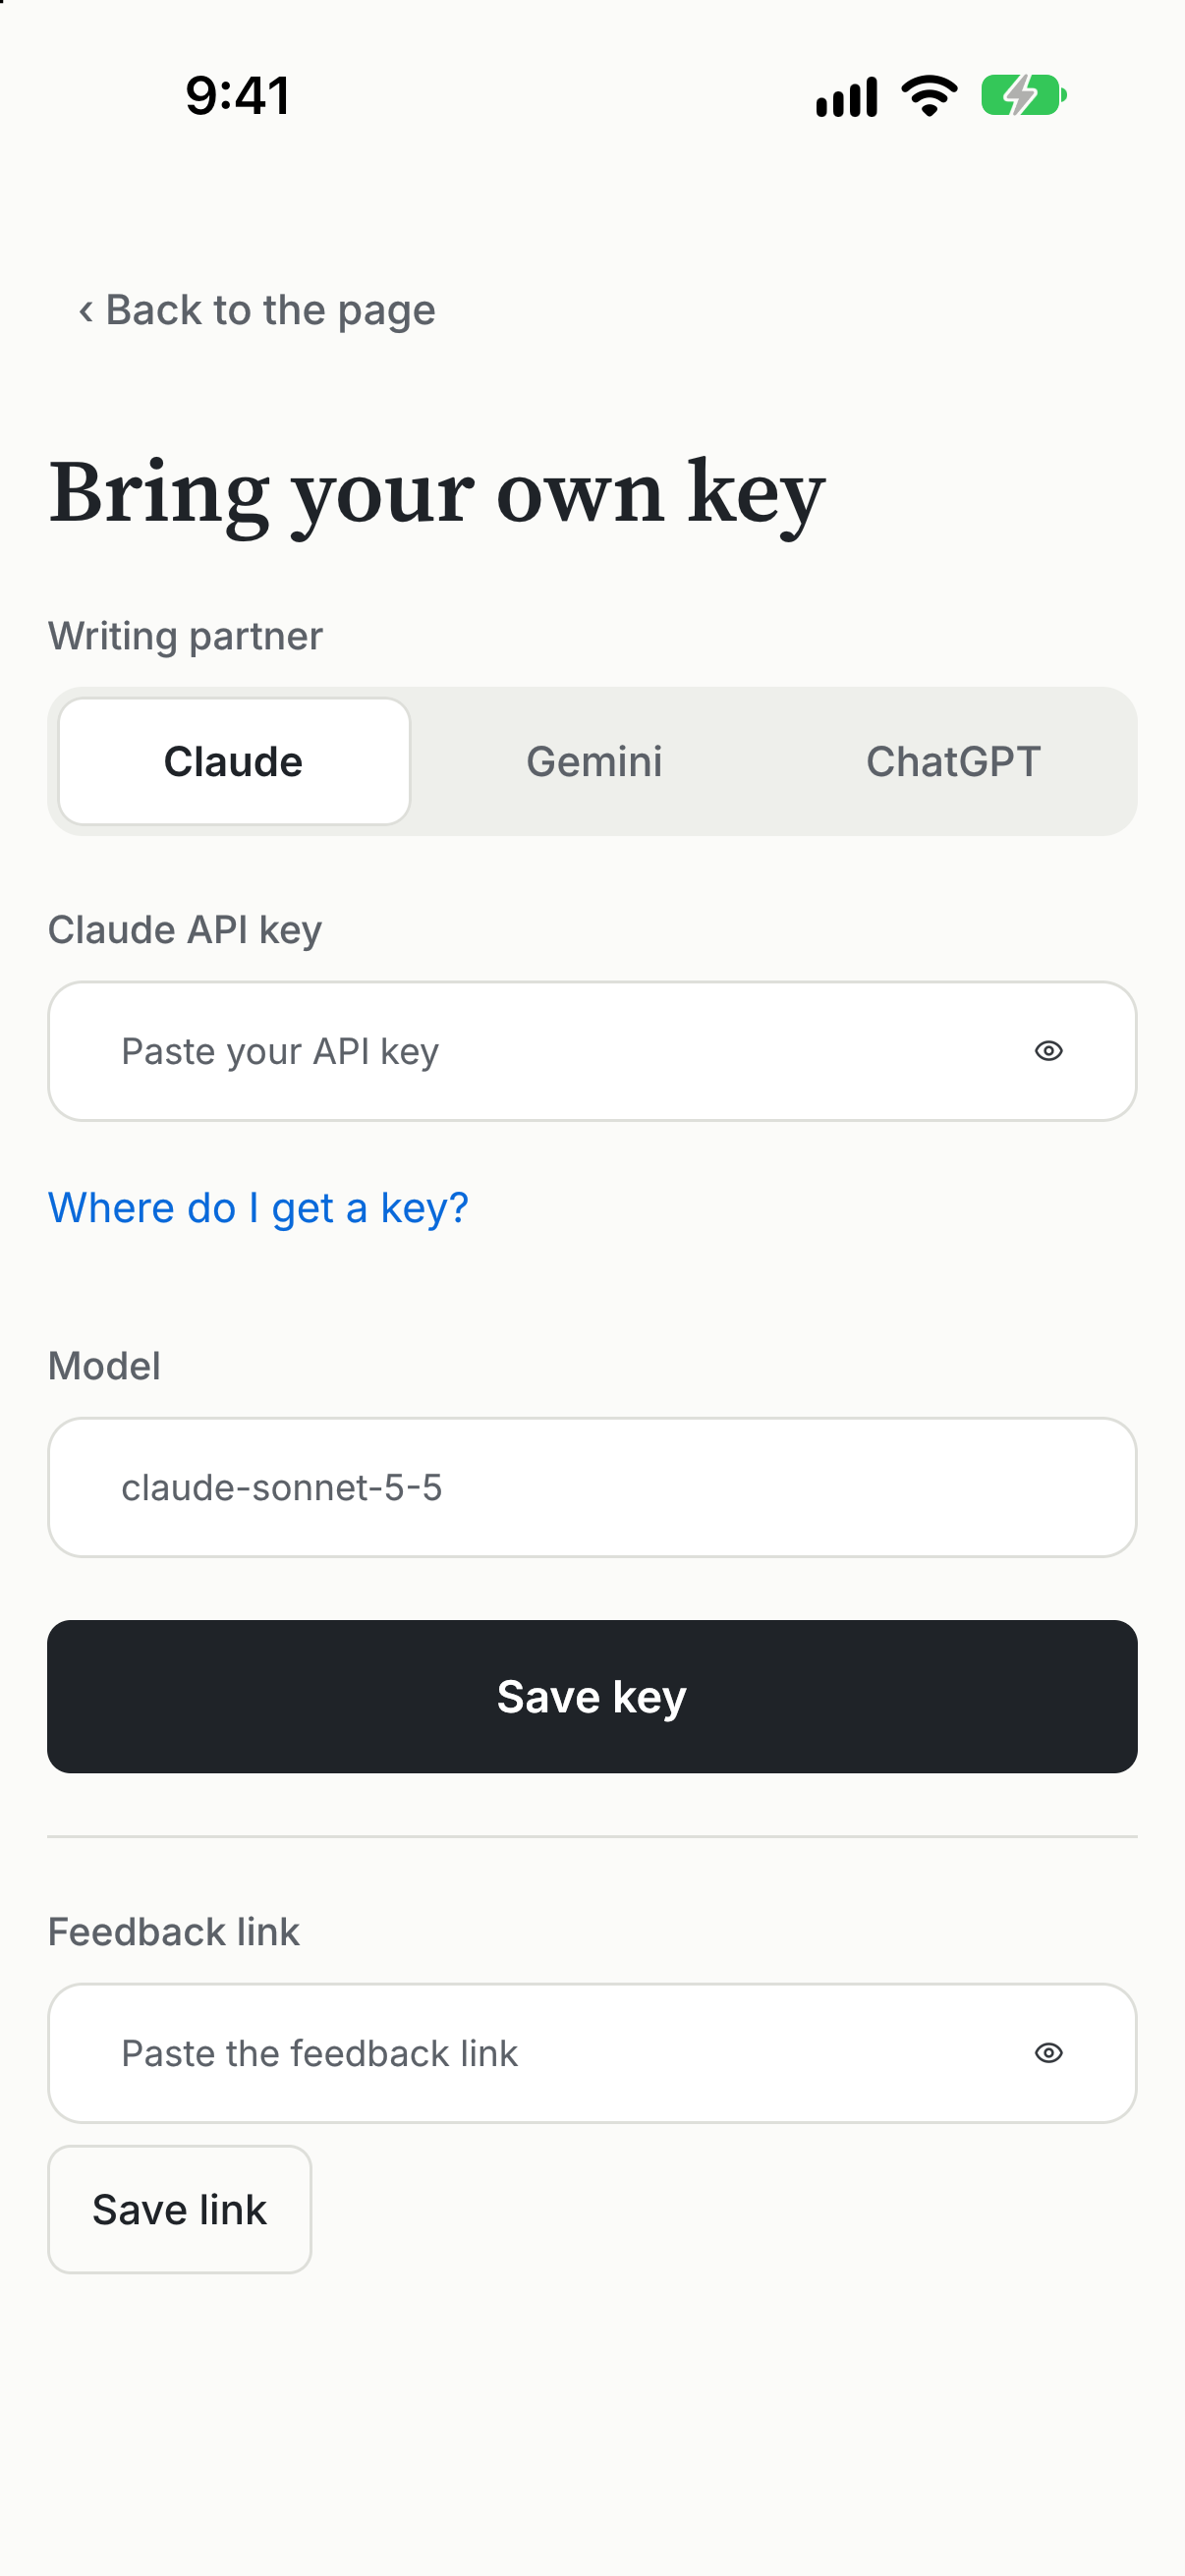 9:41
‹ Back to the page
Bring your own key
Writing partner
Claude Gemini ChatGPT
Claude API key
Paste your API key
Where do I get a key?
Model
claude-sonnet-5-5
Save key
Feedback link
Paste the feedback link
Save link